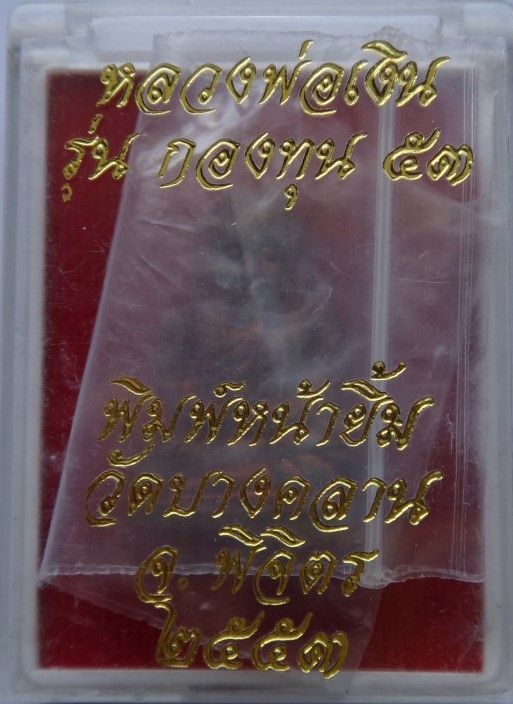 หลวงพ่อเงิน
รุ่น กองทุน ๕๓
พิมพ์หน้ายิ้ม
วัดบางคลาน
จ. พิจิตร
๒๕๕๓